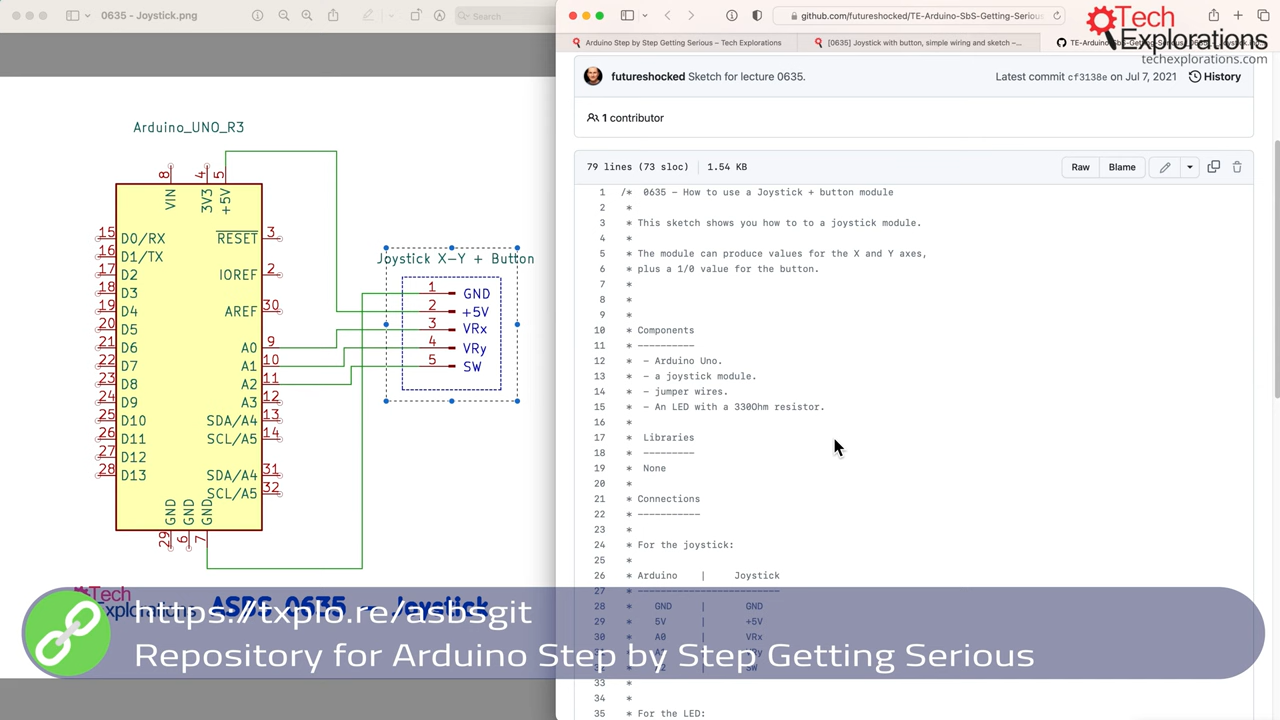 0635 - Joystick.png
Search
github.com/futureshocked/TE-Arduino-SbS-Getting-Seriou
Tech
Explorations
techexplorations.com
Arduino Step by Step Getting Serious – Tech Explorations
[0635] Joystick with button, simple wiring and sketch –...
futureshocked Sketch for lecture 0635.
Latest commit cf3138e on Jul 7, 2021
History
1 contributor
79 lines (73 sloc)
1.54 KB
Raw
Blame
1 /* 0635 - How to use a Joystick + button module
2 *
3 * This sketch shows you how to to a joystick module.
4 *
5 * The module can produce values for the X and Y axes,
6 * plus a 1/0 value for the button.
7 *
8 *
9 *
10 * Components
11 * ----------
12 * - Arduino Uno.
13 * - a joystick module.
14 * - jumper wires.
15 * - An LED with a 330Ohm resistor.
16 *
17 * Libraries
18 * ---------
19 * None
20 *
21 * Connections
22 * -----------
23 *
24 * For the joystick:
25 *
26 * Arduino | Joystick
27 * -------------------------
28 * GND | GND
29 * 5V | +5V
30 * A0 | VRx
VRy
SW
33 *
34 *
35 * For the LED:
Arduino_UNO_R3
8
4
5
VIN
3V3
+5V
15 D0/RX
16 D1/TX
17 D2
18 D3
19 D4
20 D5
21 D6
22 D7
23 D8
24 D9
25 D10
26 D11
27 D12
28 D13
RESET 3
IOREF 2
AREF 30
A0 9
A1 10
A2 11
A3 12
SDA/A4 13
SCL/A5 14
SDA/A4 31
SCL/A5 32
GND
GND
GND
29
6
7
Joystick X-Y + Button
1 GND
2 +5V
3 VRx
4 VRy
5 SW
Tech
Explorations
ASBS 0635 - Joystick
https://txplo.re/asbsgit
Repository for Arduino Step by Step Getting Serious